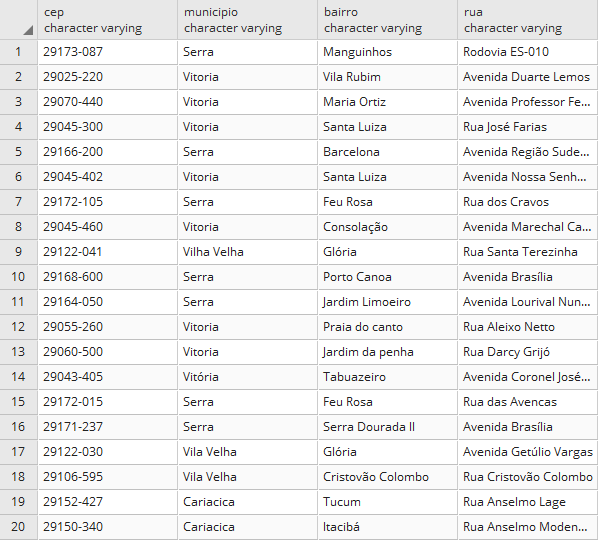 cep municipio bairro rua
character varying character varying character varying character varying
1 29173-087 Serra Manguinhos Rodovia ES-010
2 29025-220 Vitoria Vila Rubim Avenida Duarte Lemos
3 29070-440 Vitoria Maria Ortiz Avenida Professor Fe...
4 29045-300 Vitoria Santa Luiza Rua José Farias
5 29166-200 Serra Barcelona Avenida Região Sude...
6 29045-402 Vitoria Santa Luiza Avenida Nossa Senh...
7 29172-105 Serra Feu Rosa Rua dos Cravos
8 29045-460 Vitoria Consolação Avenida Marechal Ca...
9 29122-041 Vilha Velha Glória Rua Santa Terezinha
10 29168-600 Serra Porto Canoa Avenida Brasília
11 29164-050 Serra Jardim Limoeiro Avenida Lourival Nun...
12 29055-260 Vitoria Praia do canto Rua Aleixo Netto
13 29060-500 Vitoria Jardim da penha Rua Darcy Grijó
14 29043-405 Vitória Tabuazeiro Avenida Coronel José...
15 29172-015 Serra Feu Rosa Rua das Avencas
16 29171-237 Serra Serra Dourada II Avenida Brasília
17 29122-030 Vila Velha Glória Avenida Getúlio Vargas
18 29106-595 Vila Velha Cristovão Colombo Rua Cristovão Colombo
19 29152-427 Cariacica Tucum Rua Anselmo Lage
20 29150-340 Cariacica Itacibá Rua Anselmo Moden...